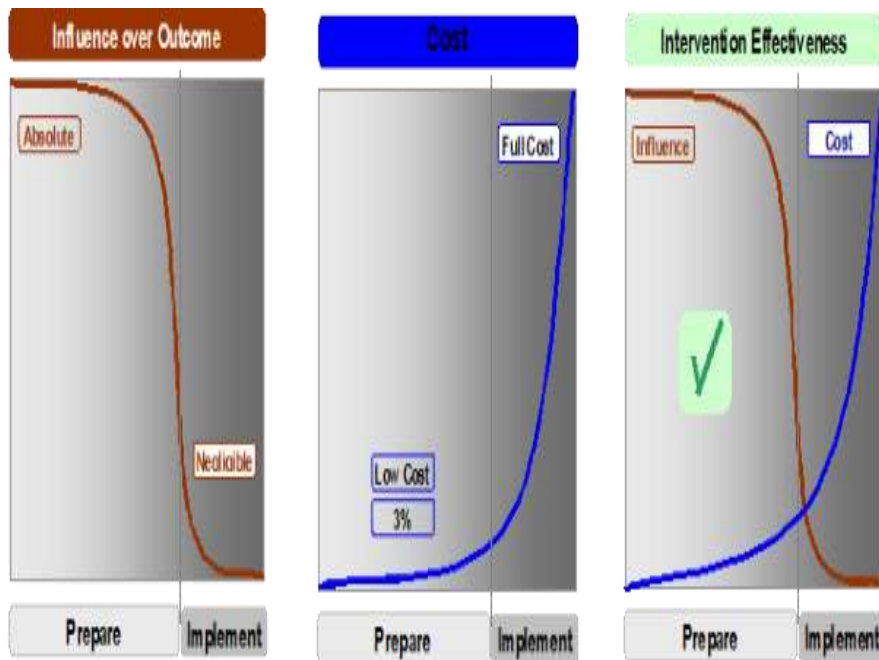 Influence over Outcome
Absolute
Negligible
Prepare
Implement
Cost
Full Cost
Low Cost
3%
Prepare
Implement
Intervention Effectiveness
Influence
Cost
Prepare
Implement